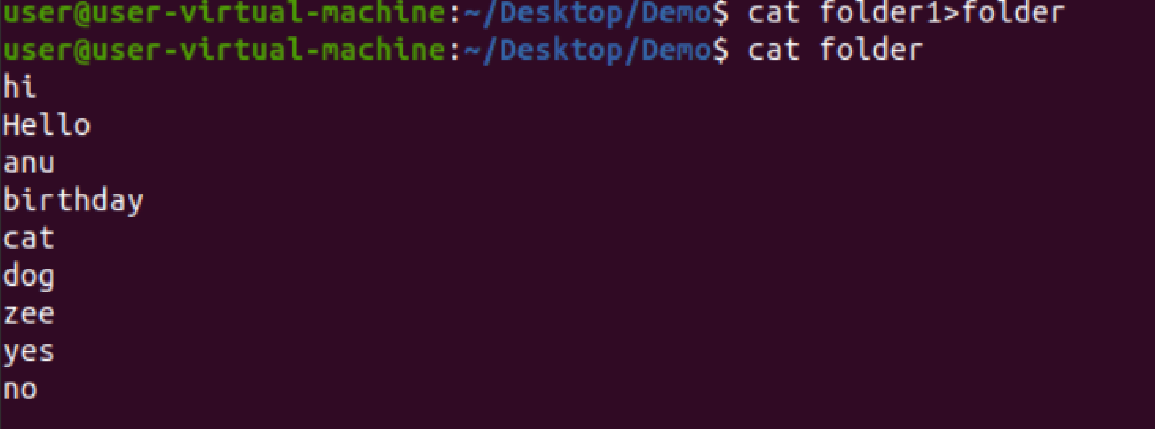 user@user-virtual-machine:~/Desktop/Demo$ cat folder1>folder
user@user-virtual-machine:~/Desktop/Demo$ cat folder
hi
Hello
anu
birthday
cat
dog
zee
yes
no